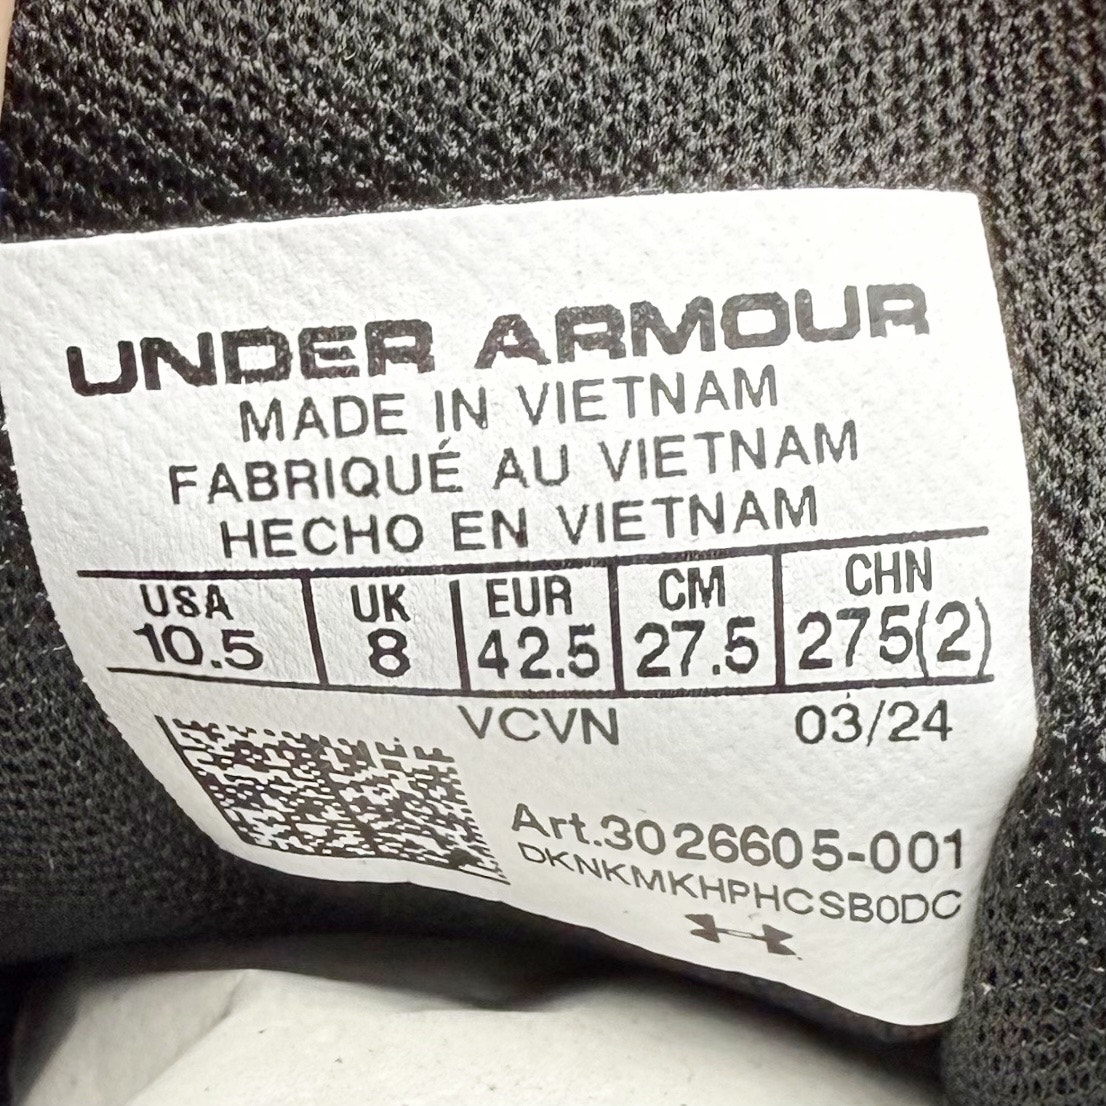 UNDER ARMOUR
MADE IN VIETNAM
FABRIQUÉ AU VIETNAM
HECHO EN VIETNAM
USA UK EUR CM CHN
10.5 8 42.5 27.5 275(2)
VCVN 03/24
Art.3026605-001
DKNKMKHPHCSB0DC